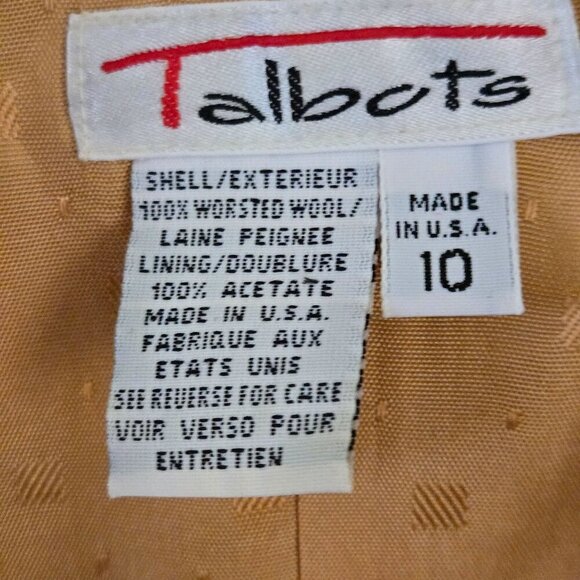 Talbots
SHELL/EXTERIEUR
100% WORSTED WOOL/
LAINE PEIGNEE
LINING/DOUBLURE
100% ACETATE
MADE IN U.S.A.
FABRIQUE AUX
ETATS UNIS
SEE REVERSE FOR CARE
VOIR VERSO POUR
ENTRETIEN
MADE
IN U.S.A.
10